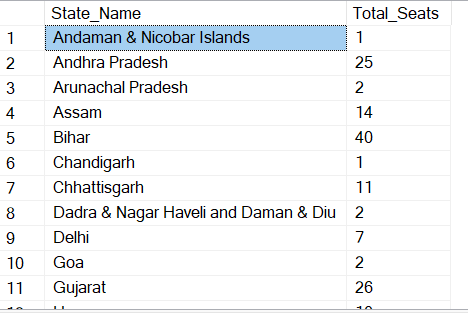 State_Name Total_Seats
1 Andaman & Nicobar Islands 1
2 Andhra Pradesh 25
3 Arunachal Pradesh 2
4 Assam 14
5 Bihar 40
6 Chandigarh 1
7 Chhattisgarh 11
8 Dadra & Nagar Haveli and Daman & Diu 2
9 Delhi 7
10 Goa 2
11 Gujarat 26